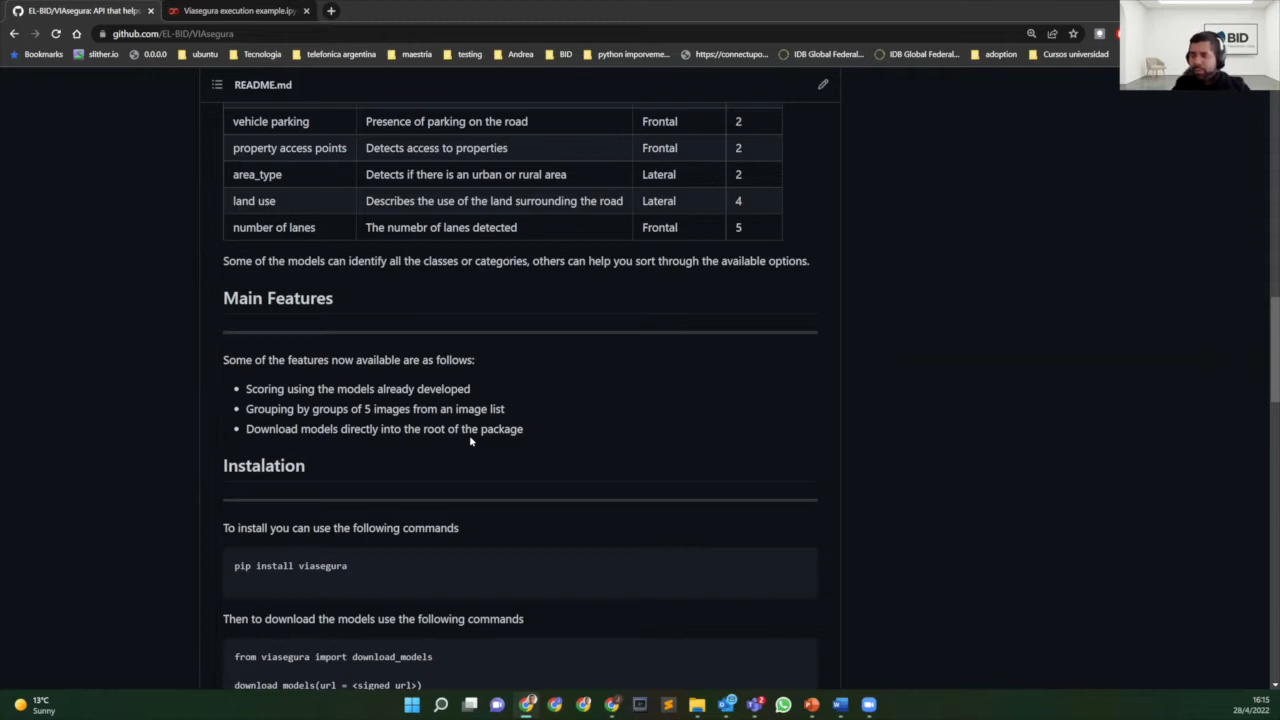 EL-BID/VIAsegura: API that helps
Viasegura execution example.ipy
github.com/EL-BID/VIAsegura
Bookmarks
slither.io
0.0.0.0
ubuntu
Tecnologia
telefonica argentina
maestria
testing
Andrea
BID
python imporveme...
https://connectupo...
IDB Global Federal...
IDB Global Federal...
adoption
Cursos universidad
BID
README.md
vehicle parking Presence of parking on the road Frontal 2
property access points Detects access to properties Frontal 2
area_type Detects if there is an urban or rural area Lateral 2
land use Describes the use of the land surrounding the road Lateral 4
number of lanes The numebr of lanes detected Frontal 5
Some of the models can identify all the classes or categories, others can help you sort through the available options.
Main Features
Some of the features now available are as follows:
Scoring using the models already developed
Grouping by groups of 5 images from an image list
Download models directly into the root of the package
Instalation
To install you can use the following commands
pip install viasegura
Then to download the models use the following commands
from viasegura import download_models
download_models(url = <signed_url>)
13°C
Sunny
16:15
28/4/2022